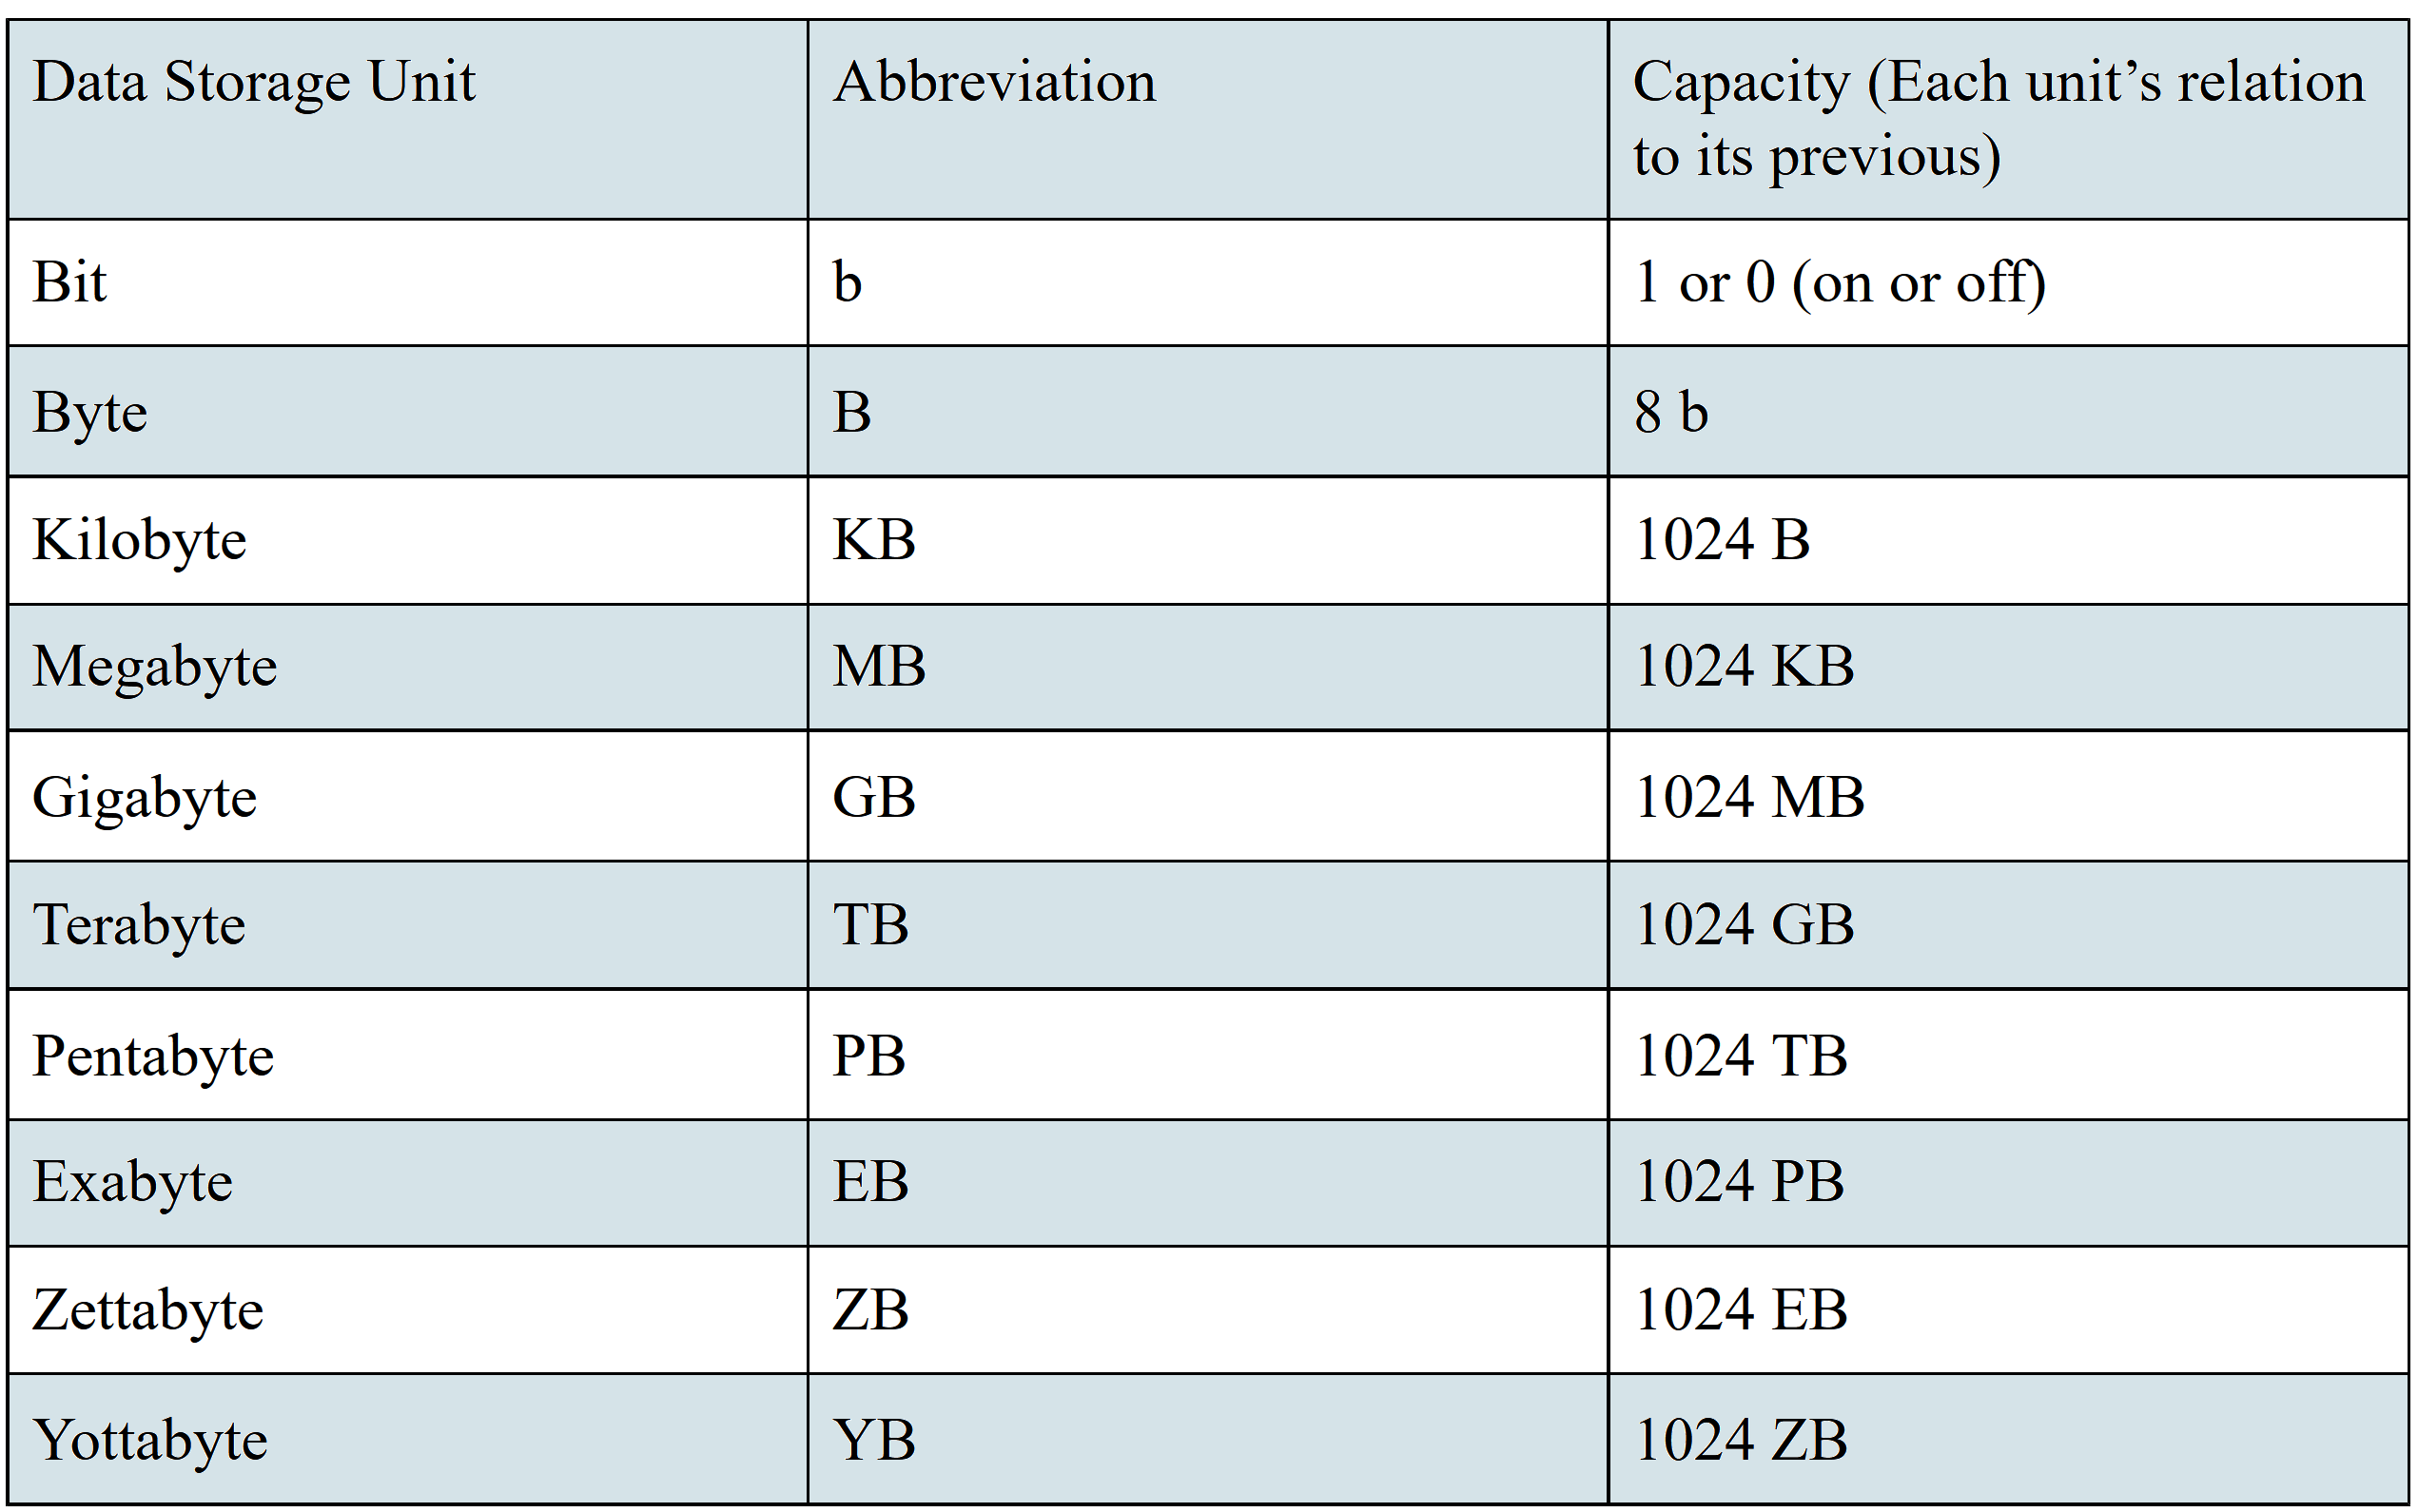 Data Storage Unit Abbreviation Capacity (Each unit’s relation
to its previous)
Bit b 1 or 0 (on or off)
Byte B 8 b
Kilobyte KB 1024 B
Megabyte MB 1024 KB
Gigabyte GB 1024 MB
Terabyte TB 1024 GB
Pentabyte PB 1024 TB
Exabyte EB 1024 PB
Zettabyte ZB 1024 EB
Yottabyte YB 1024 ZB